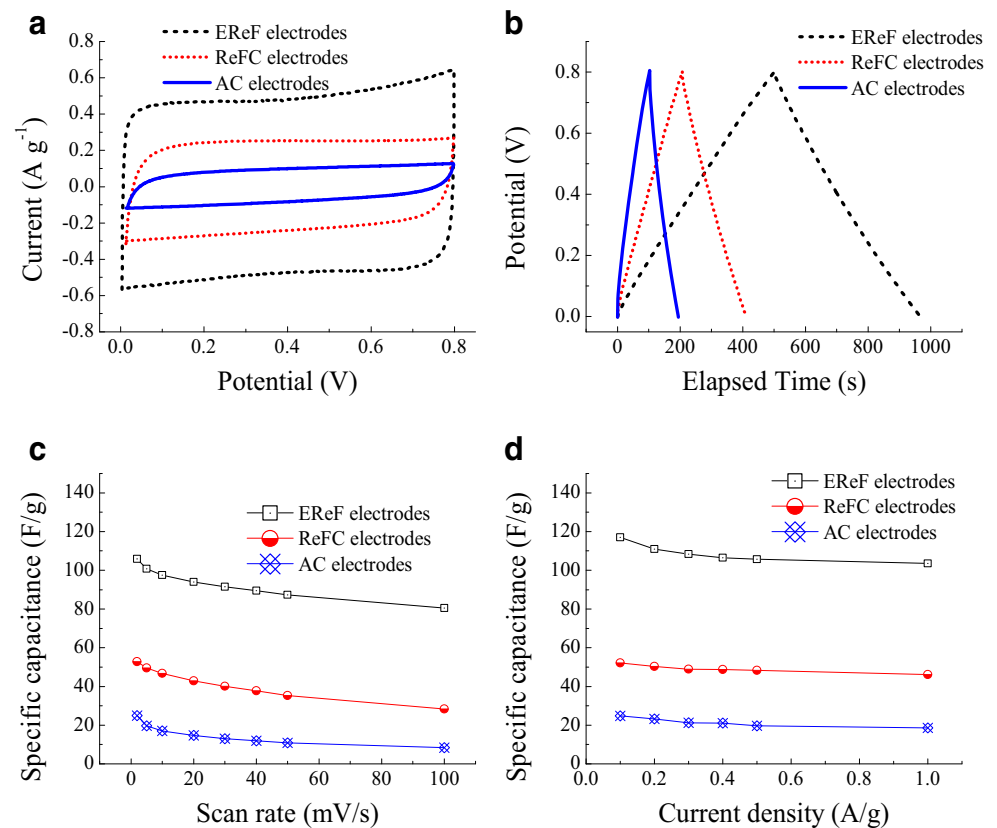 a
EReF electrodes
ReFC electrodes
AC electrodes
0.8
0.6
0.4
0.2
0.0
-0.2
-0.4
-0.6
-0.8
Current (A g-1)
0.0 0.2 0.4 0.6 0.8
Potential (V)
b
EReF electrodes
ReFC electrodes
AC electrodes
0.8
0.6
0.4
0.2
0.0
Potential (V)
0 200 400 600 800 1000
Elapsed Time (s)
c
EReF electrodes
ReFC electrodes
AC electrodes
140
120
100
80
60
40
20
0
Specific capacitance (F/g)
0 20 40 60 80 100
Scan rate (mV/s)
d
EReF electrodes
ReFC electrodes
AC electrodes
140
120
100
80
60
40
20
0
Specific capacitance (F/g)
0.0 0.2 0.4 0.6 0.8 1.0
Current density (A/g)